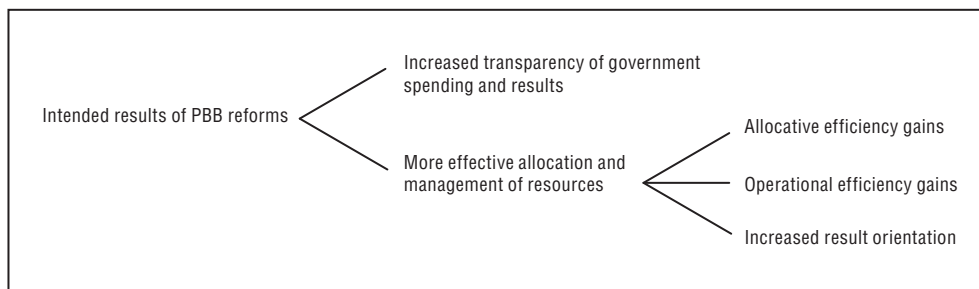 Intended results of PBB reforms
Increased transparency of government
spending and results
More effective allocation and
management of resources
Allocative efficiency gains
Operational efficiency gains
Increased result orientation